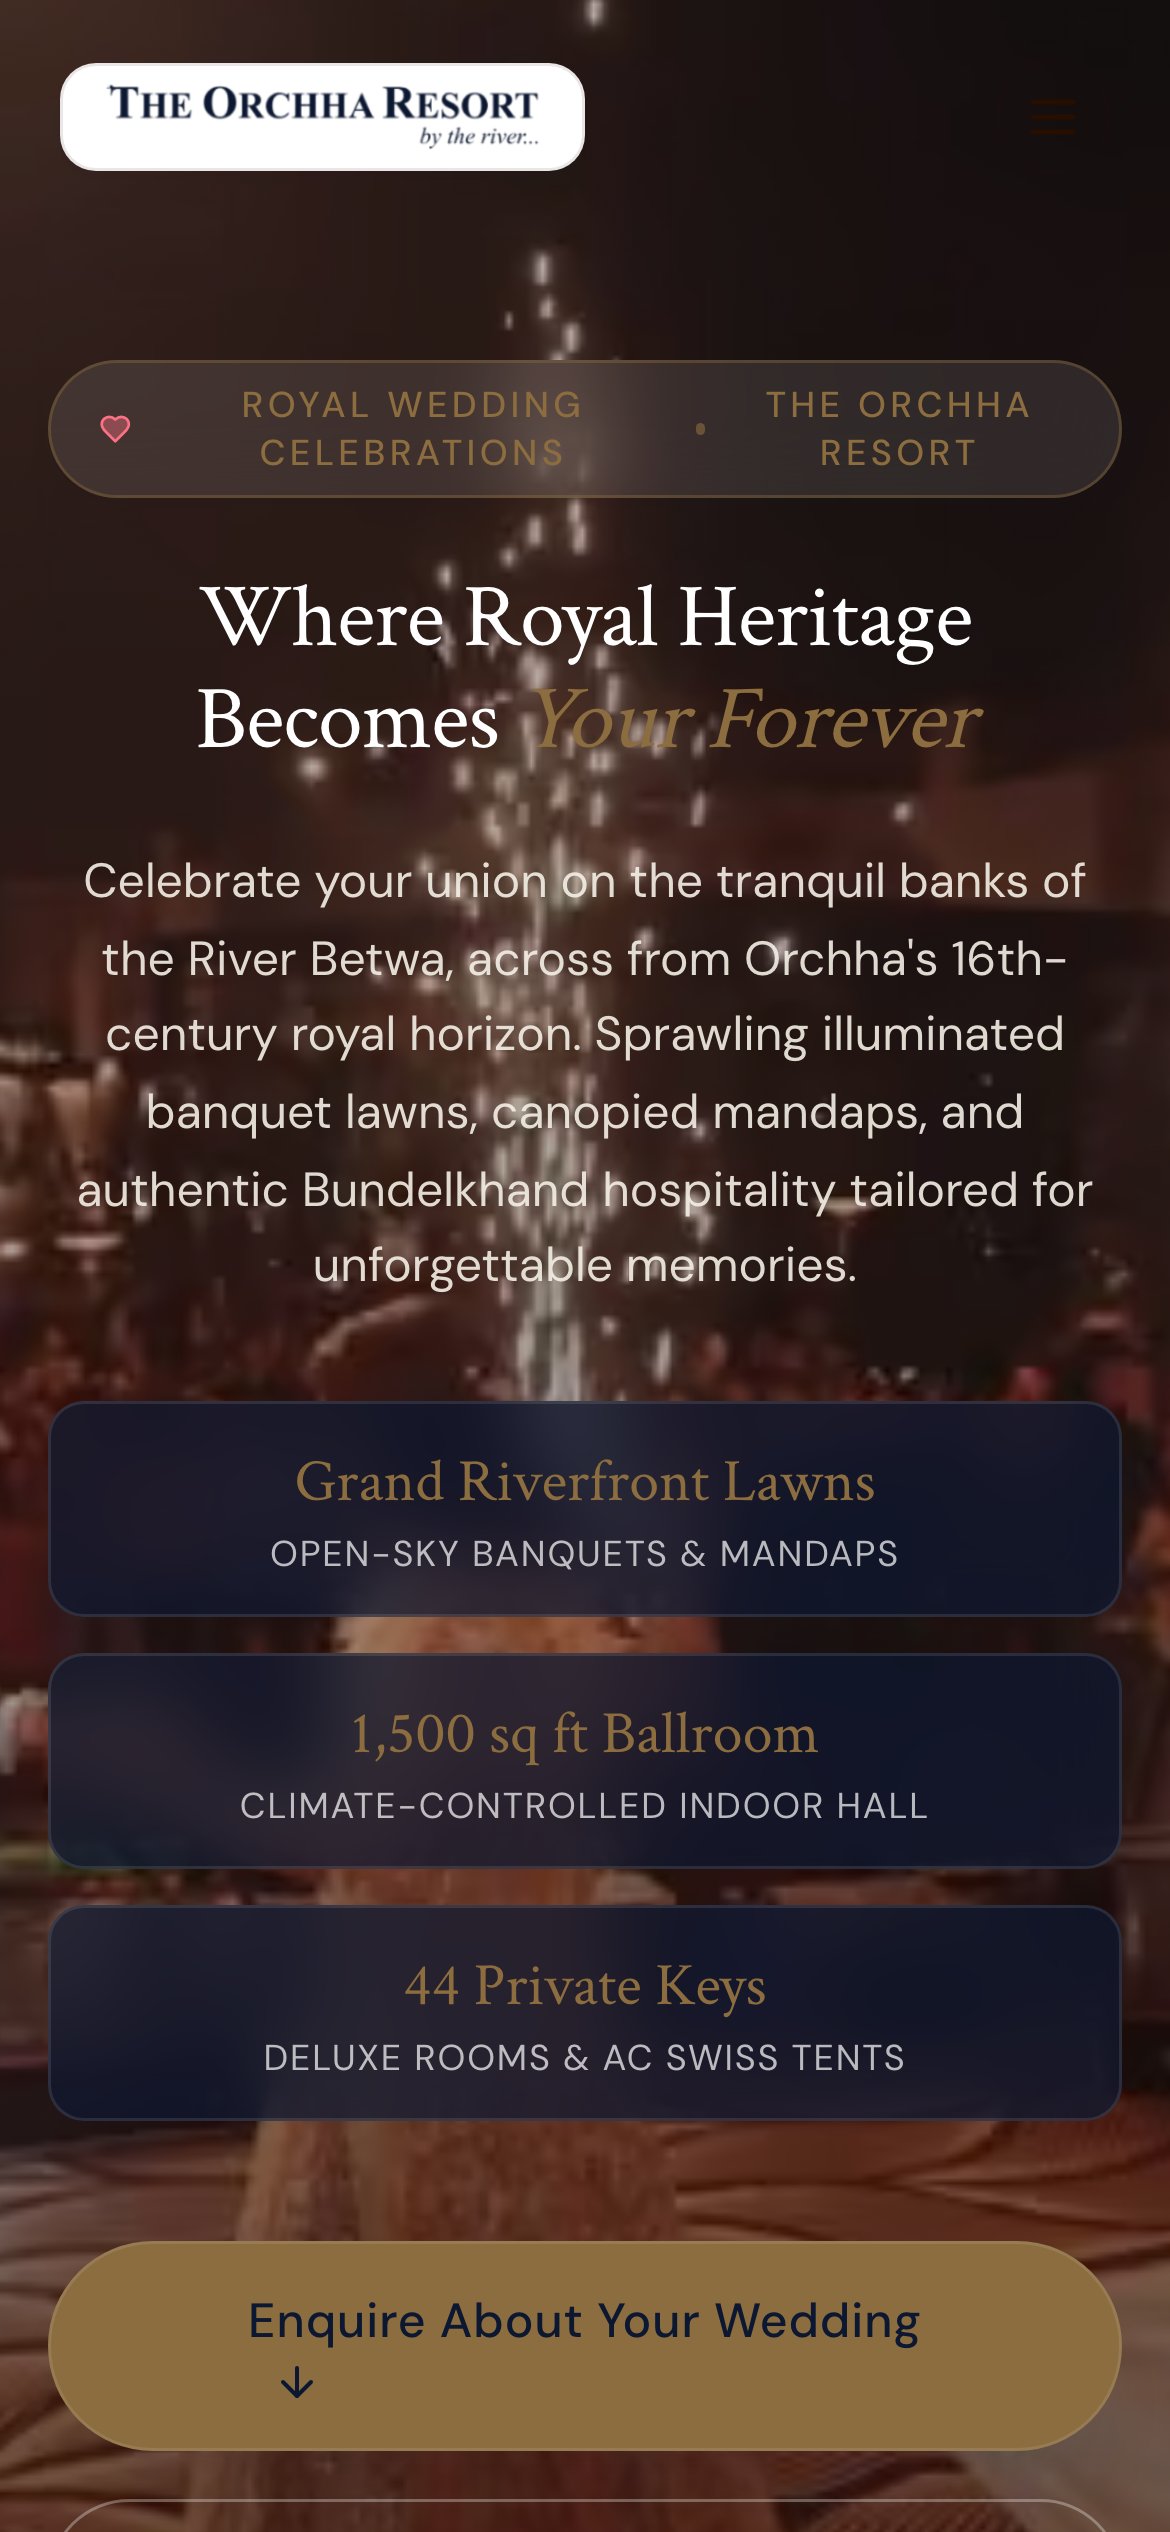 THE ORCHHA RESORT
by the river...
ROYAL WEDDING
CELEBRATIONS
•
THE ORCHHA
RESORT
Where Royal Heritage
Becomes Your Forever
Celebrate your union on the tranquil banks of
the River Betwa, across from Orchha's 16th-
century royal horizon. Sprawling illuminated
banquet lawns, canopied mandaps, and
authentic Bundelkhand hospitality tailored for
unforgettable memories.
Grand Riverfront Lawns
OPEN-SKY BANQUETS & MANDAPS
1,500 sq ft Ballroom
CLIMATE-CONTROLLED INDOOR HALL
44 Private Keys
DELUXE ROOMS & AC SWISS TENTS
Enquire About Your Wedding
↓